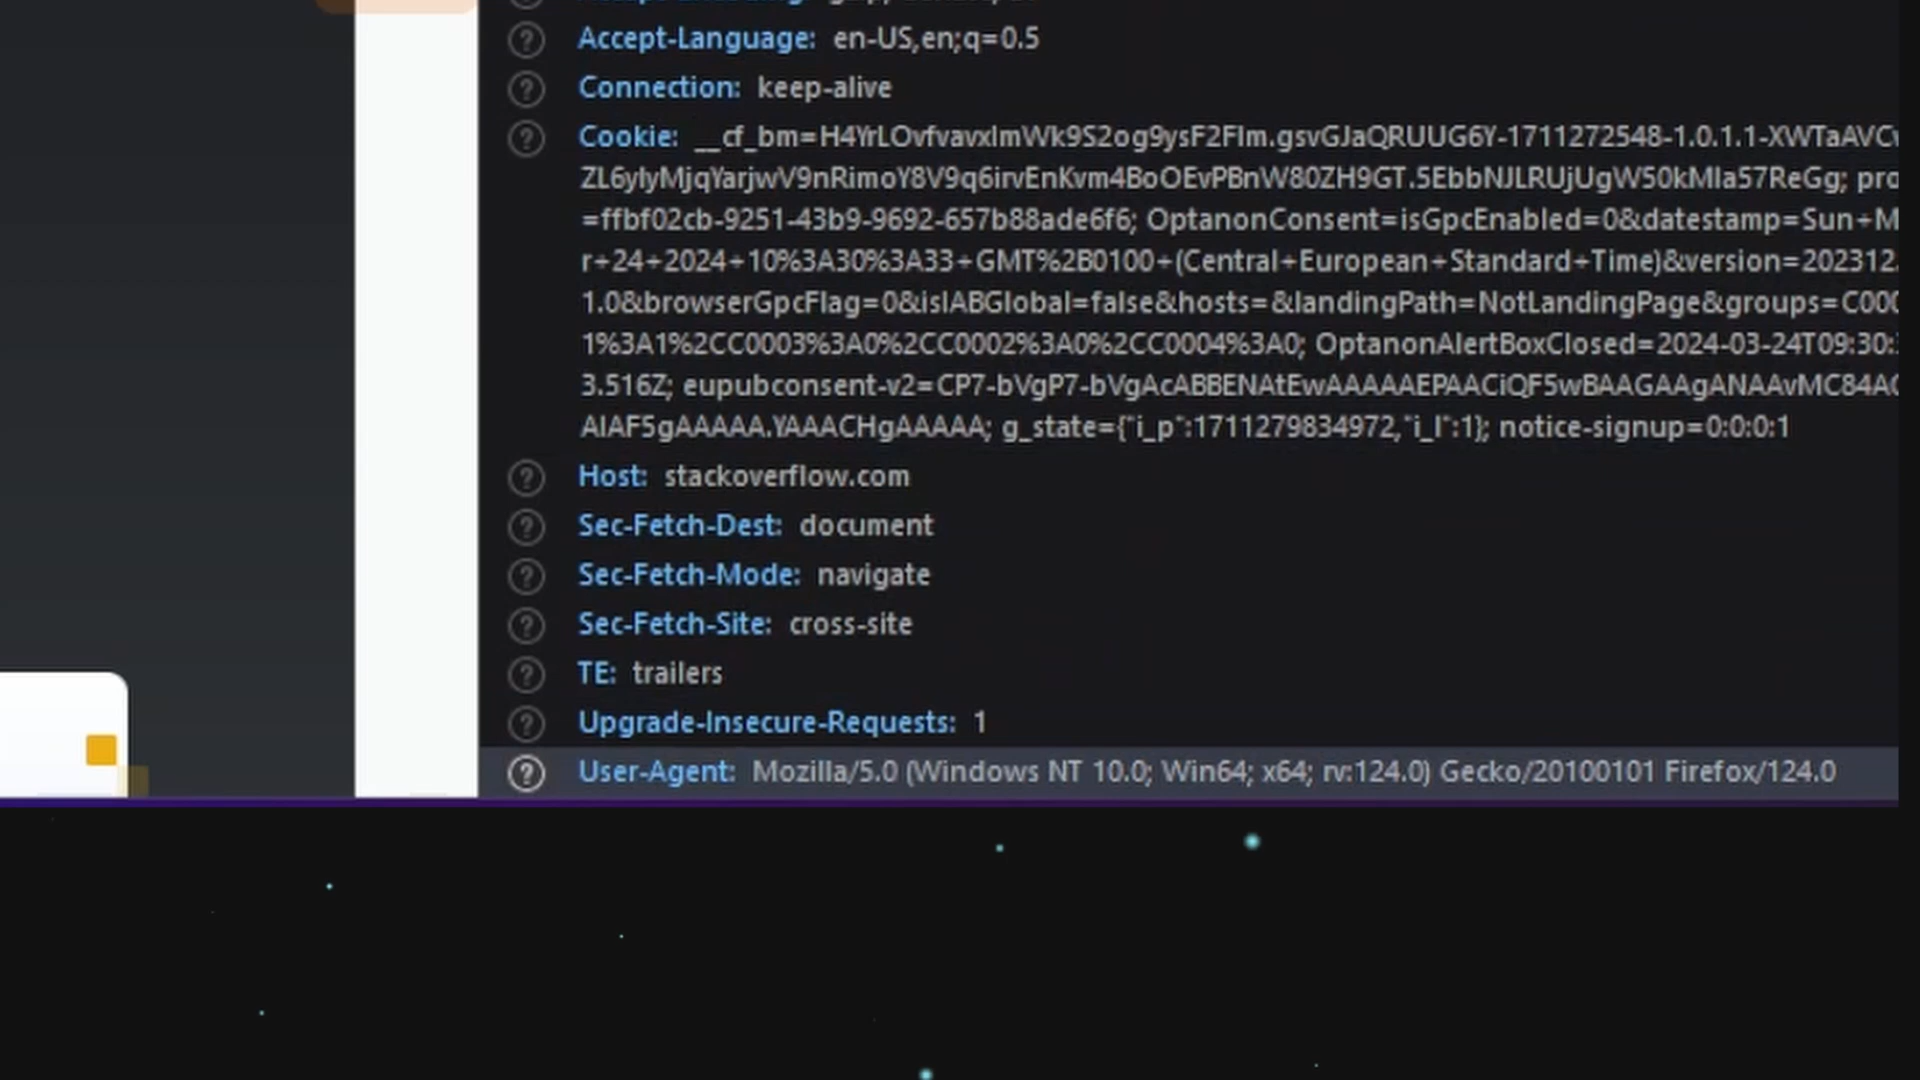 Accept-Language: en-US,en;q=0.5
Connection: keep-alive
Cookie: __cf_bm=H4YrLOvfvavxImWk9S2og9ysF2FIm.gsvGJaQRUUG6Y-1711272548-1.0.1.1-XWTaAVC
ZL6yIyMjqYarjwV9nRimoY8V9q6irvEnKvm4BoOEvPBnW80ZH9GT.5EbbNJLRUjUgW50kMIa57ReGg; pro
=ffbf02cb-9251-43b9-9692-657b88ade6f6; OptanonConsent=isGpcEnabled=0&datestamp=Sun+M
r+24+2024+10%3A30%3A33+GMT%2B0100+(Central+European+Standard+Time)&version=202312.
1.0&browserGpcFlag=0&isIABGlobal=false&hosts=&landingPath=NotLandingPage&groups=C000
1%3A1%2CC0003%3A0%2CC0002%3A0%2CC0004%3A0; OptanonAlertBoxClosed=2024-03-24T09:30:
3.516Z; eupubconsent-v2=CP7-bVgP7-bVgAcABBENAtEwAAAAAEPAACiQF5wBAAGAAgANAAvMC84A
AIAF5gAAAAA.YAAACHgAAAAA; g_state={"i_p":1711279834972,"i_l":1}; notice-signup=0:0:0:1
Host: stackoverflow.com
Sec-Fetch-Dest: document
Sec-Fetch-Mode: navigate
Sec-Fetch-Site: cross-site
TE: trailers
Upgrade-Insecure-Requests: 1
User-Agent: Mozilla/5.0 (Windows NT 10.0; Win64; x64; rv:124.0) Gecko/20100101 Firefox/124.0